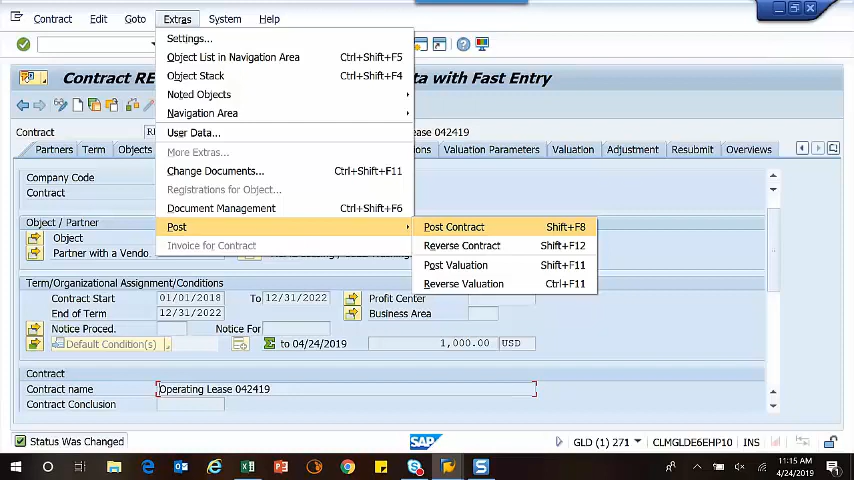 Contract Edit Goto Extras System Help
Settings...
Object List in Navigation Area Ctrl+Shift+F5
Object Stack Ctrl+Shift+F4
Contract RE
ta with Fast Entry
Noted Objects
Navigation Area
Contract
ease 042419
User Data...
Partners Term Objects
ions Valuation Parameters Valuation Adjustment Resubmit Overviews
More Extras...
Change Documents... Ctrl+Shift+F11
Company Code
Registrations for Object...
Contract
Document Management Ctrl+Shift+F6
Object / Partner
Post
Post Contract Shift+F8
Object
Invoice for Contract
Reverse Contract Shift+F12
Partner with a Vendo
Post Valuation Shift+F11
Term/Organizational Assignment/Conditions
Reverse Valuation Ctrl+F11
Contract Start 01/01/2018 To 12/31/2022 Profit Center
End of Term 12/31/2022 Business Area
Notice Proced. Notice For
Default Condition(s) to 04/24/2019 1,000.00 USD
Contract
Contract name Operating Lease 042419
Contract Conclusion
Status Was Changed SAP GLD (1) 271 CLMGLDE6EHP10 INS
11:15 AM
4/24/2019